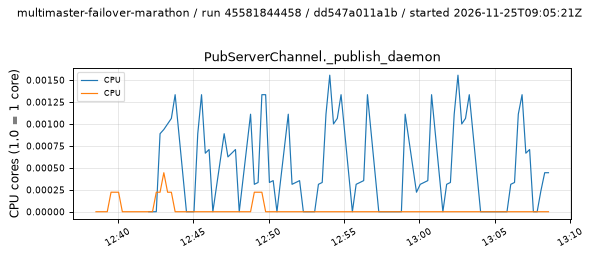 multimaster-failover-marathon / run 45581844458 / dd547a011a1b / started 2026-11-25T09:05:21Z
PubServerChannel._publish_daemon
CPU cores (1.0 = 1 core)
0.00150
0.00125
0.00100
0.00075
0.00050
0.00025
0.00000
CPU
CPU
12:40
12:45
12:50
12:55
13:00
13:05
13:10